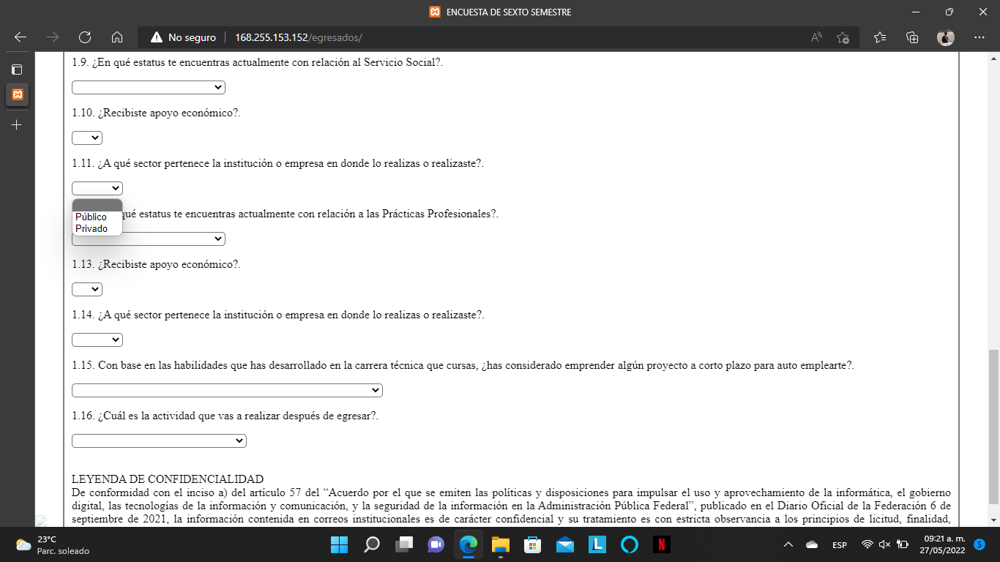 ENCUESTA DE SEXTO SEMESTRE
No seguro
168.255.153.152/egresados/
1.9. ¿En qué estatus te encuentras actualmente con relación al Servicio Social?.
1.10. ¿Recibiste apoyo económico?.
1.11. ¿A qué sector pertenece la institución o empresa en donde lo realizas o realizaste?.
Público
Privado
qué estatus te encuentras actualmente con relación a las Prácticas Profesionales?.
1.13. ¿Recibiste apoyo económico?.
1.14. ¿A qué sector pertenece la institución o empresa en donde lo realizas o realizaste?.
1.15. Con base en las habilidades que has desarrollado en la carrera técnica que cursas, ¿has considerado emprender algún proyecto a corto plazo para auto emplearte?.
1.16. ¿Cuál es la actividad que vas a realizar después de egresar?.
LEYENDA DE CONFIDENCIALIDAD
De conformidad con el inciso a) del artículo 57 del “Acuerdo por el que se emiten las políticas y disposiciones para impulsar el uso y aprovechamiento de la informática, el gobierno
digital, las tecnologías de la información y comunicación, y la seguridad de la información en la Administración Pública Federal”, publicado en el Diario Oficial de la Federación 6 de
septiembre de 2021, la información contenida en correos institucionales es de carácter confidencial y su tratamiento es con estricta observancia a los principios de licitud, finalidad,
23°C
Parc. soleado
L
N
ESP
09:21 a. m.
27/05/2022
5